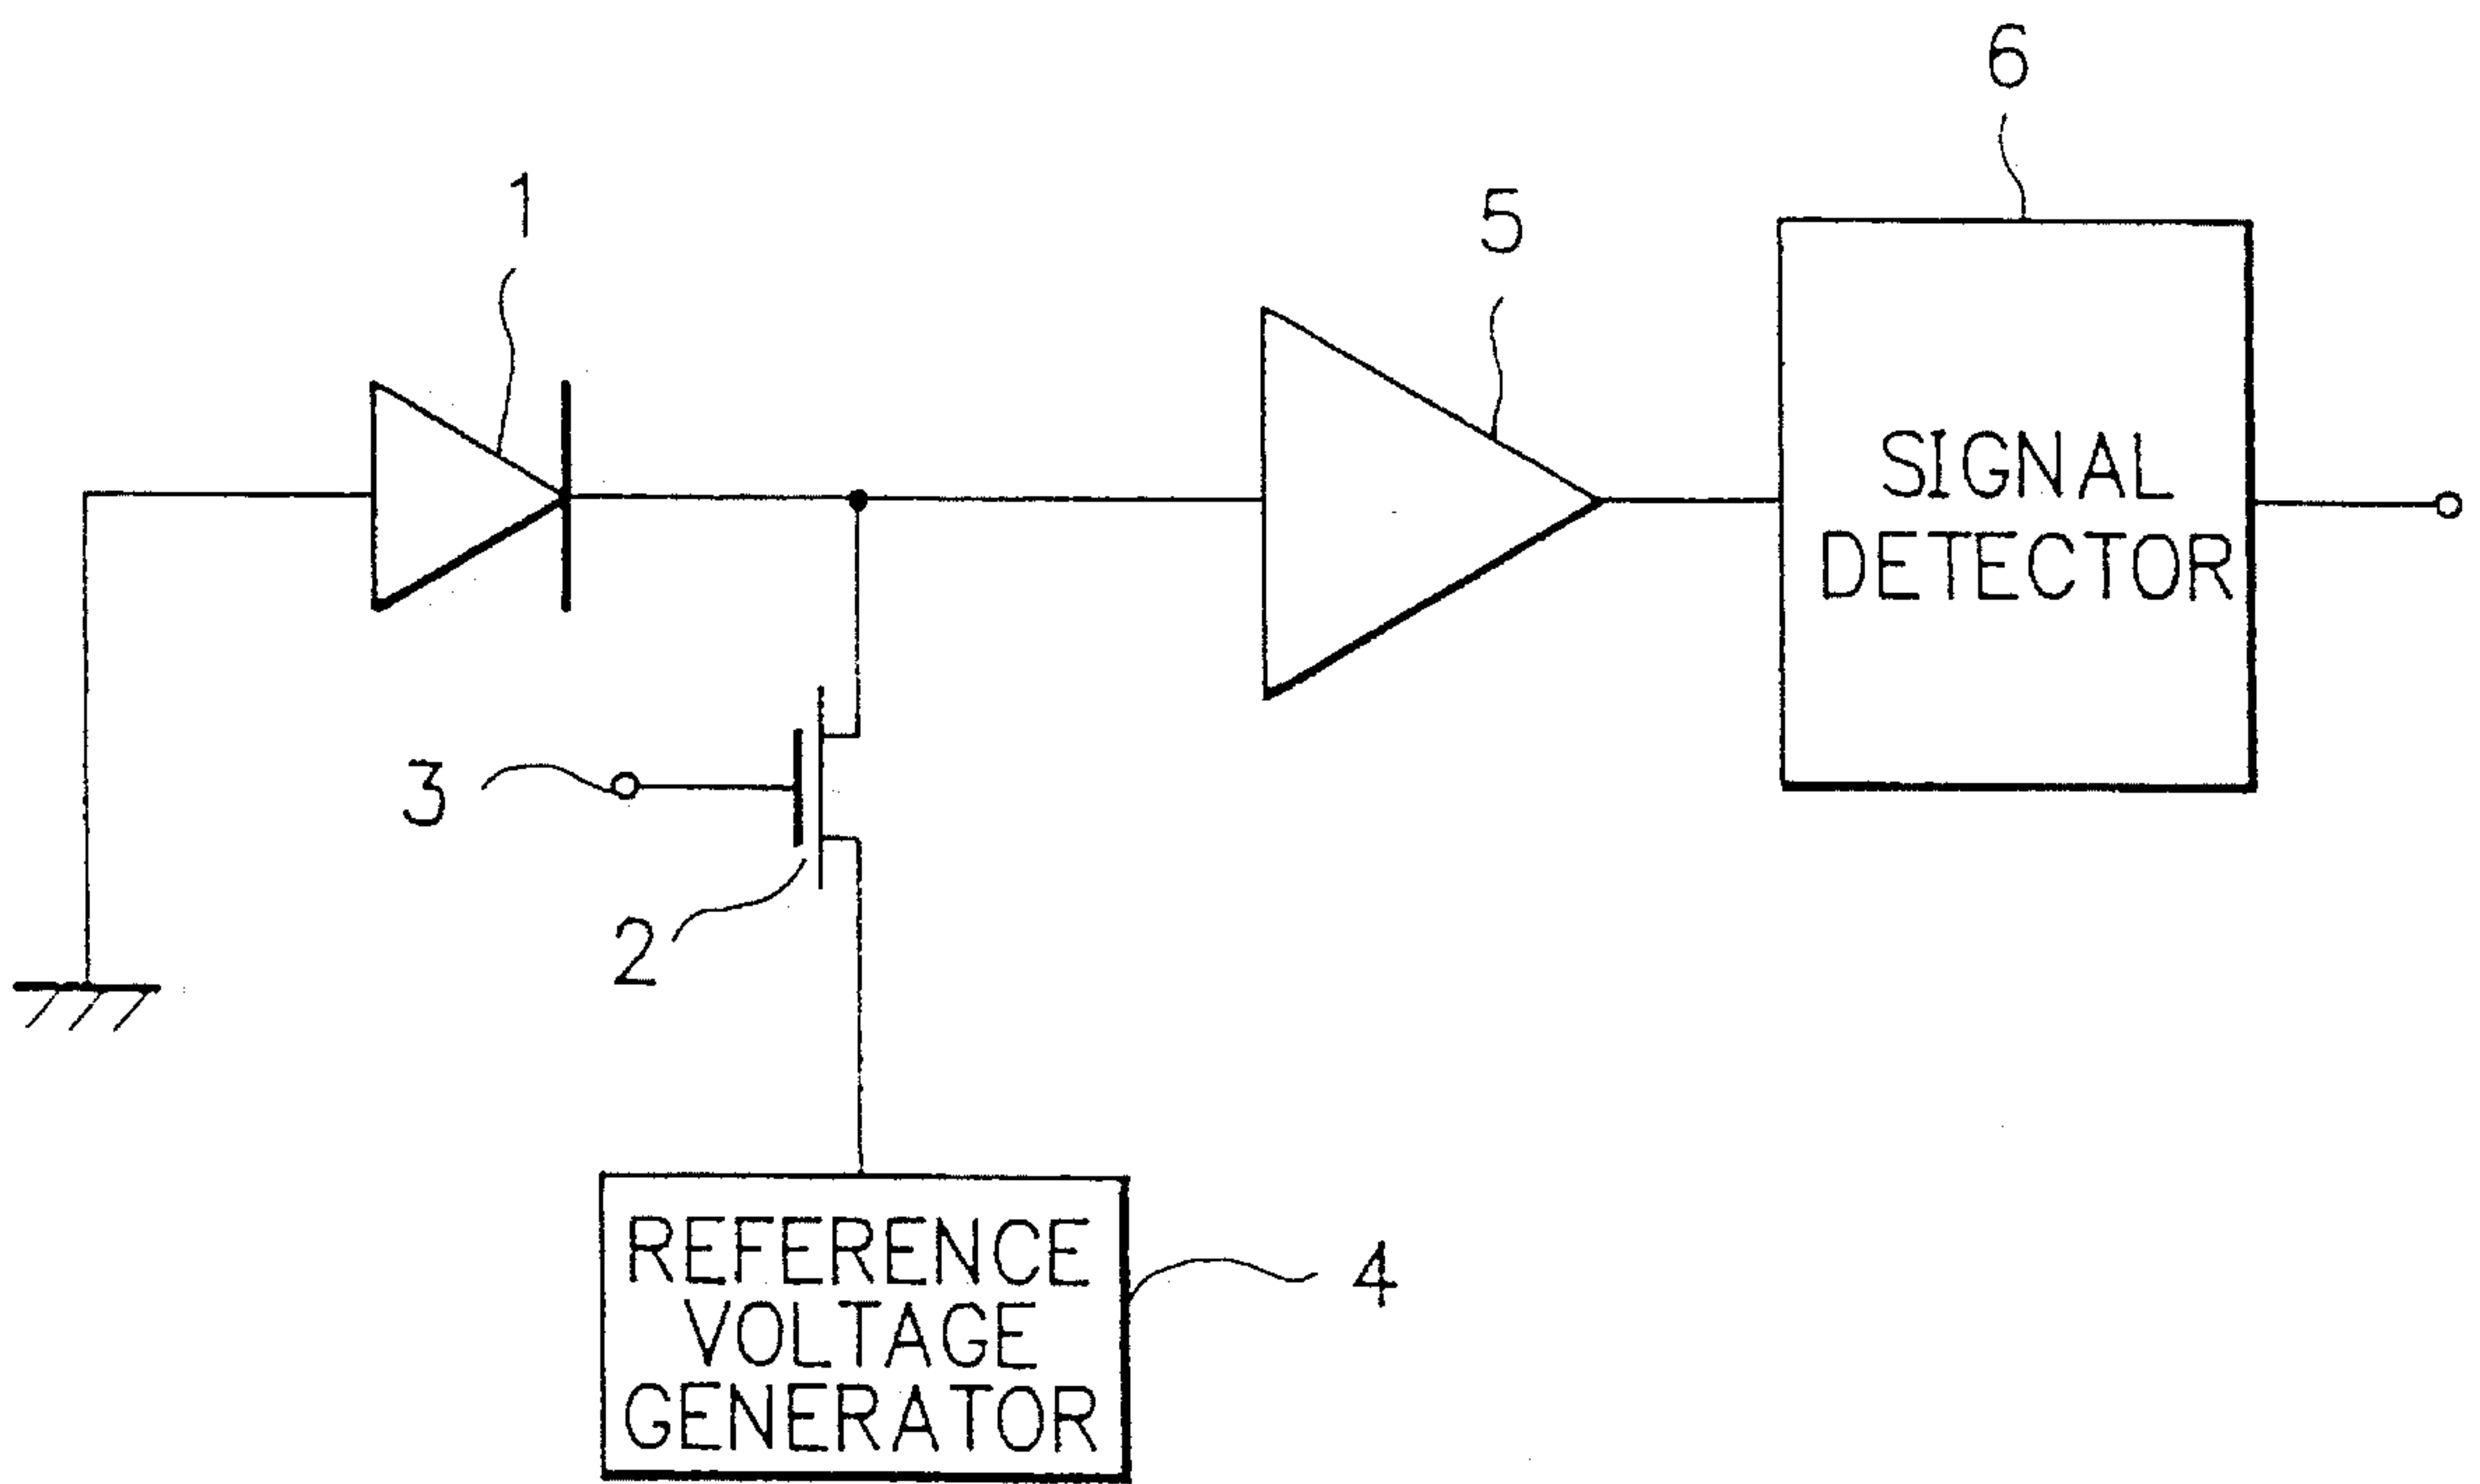 6
1
5
SIGNAL
DETECTOR
3
2
REFERENCE
VOLTAGE
GENERATOR
4